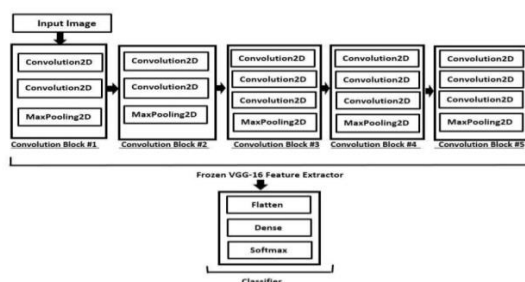 Input Image
Convolution2D
Convolution2D
MaxPooling2D
Convolution Block #1
Convolution2D
Convolution2D
MaxPooling2D
Convolution Block #2
Convolution2D
Convolution2D
Convolution2D
MaxPooling2D
Convolution Block #3
Convolution2D
Convolution2D
Convolution2D
MaxPooling2D
Convolution Block #4
Convolution2D
Convolution2D
Convolution2D
MaxPooling2D
Convolution Block #5
Frozen VGG-16 Feature Extractor
Flatten
Dense
Softmax
Classifier